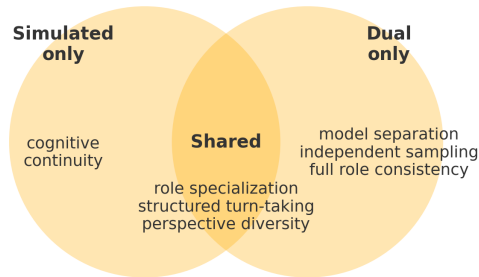 Simulated
only
Dual
only
cognitive
continuity
Shared
role specialization
structured turn-taking
perspective diversity
model separation
independent sampling
full role consistency